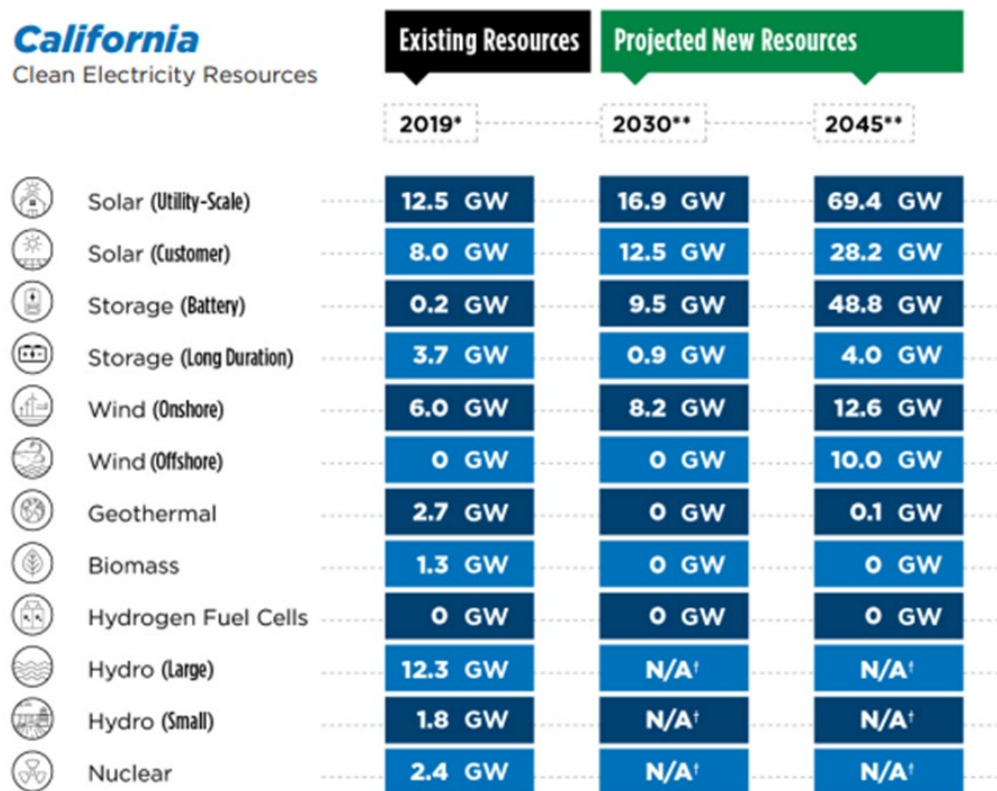 California
Clean Electricity Resources
Existing Resources
Projected New Resources
2019*
2030**
2045**
Solar (Utility-Scale) 12.5 GW 16.9 GW 69.4 GW
Solar (Customer) 8.0 GW 12.5 GW 28.2 GW
Storage (Battery) 0.2 GW 9.5 GW 48.8 GW
Storage (Long Duration) 3.7 GW 0.9 GW 4.0 GW
Wind (Onshore) 6.0 GW 8.2 GW 12.6 GW
Wind (Offshore) 0 GW 0 GW 10.0 GW
Geothermal 2.7 GW 0 GW 0.1 GW
Biomass 1.3 GW 0 GW 0 GW
Hydrogen Fuel Cells 0 GW 0 GW 0 GW
Hydro (Large) 12.3 GW N/A† N/A†
Hydro (Small) 1.8 GW N/A† N/A†
Nuclear 2.4 GW N/A† N/A†